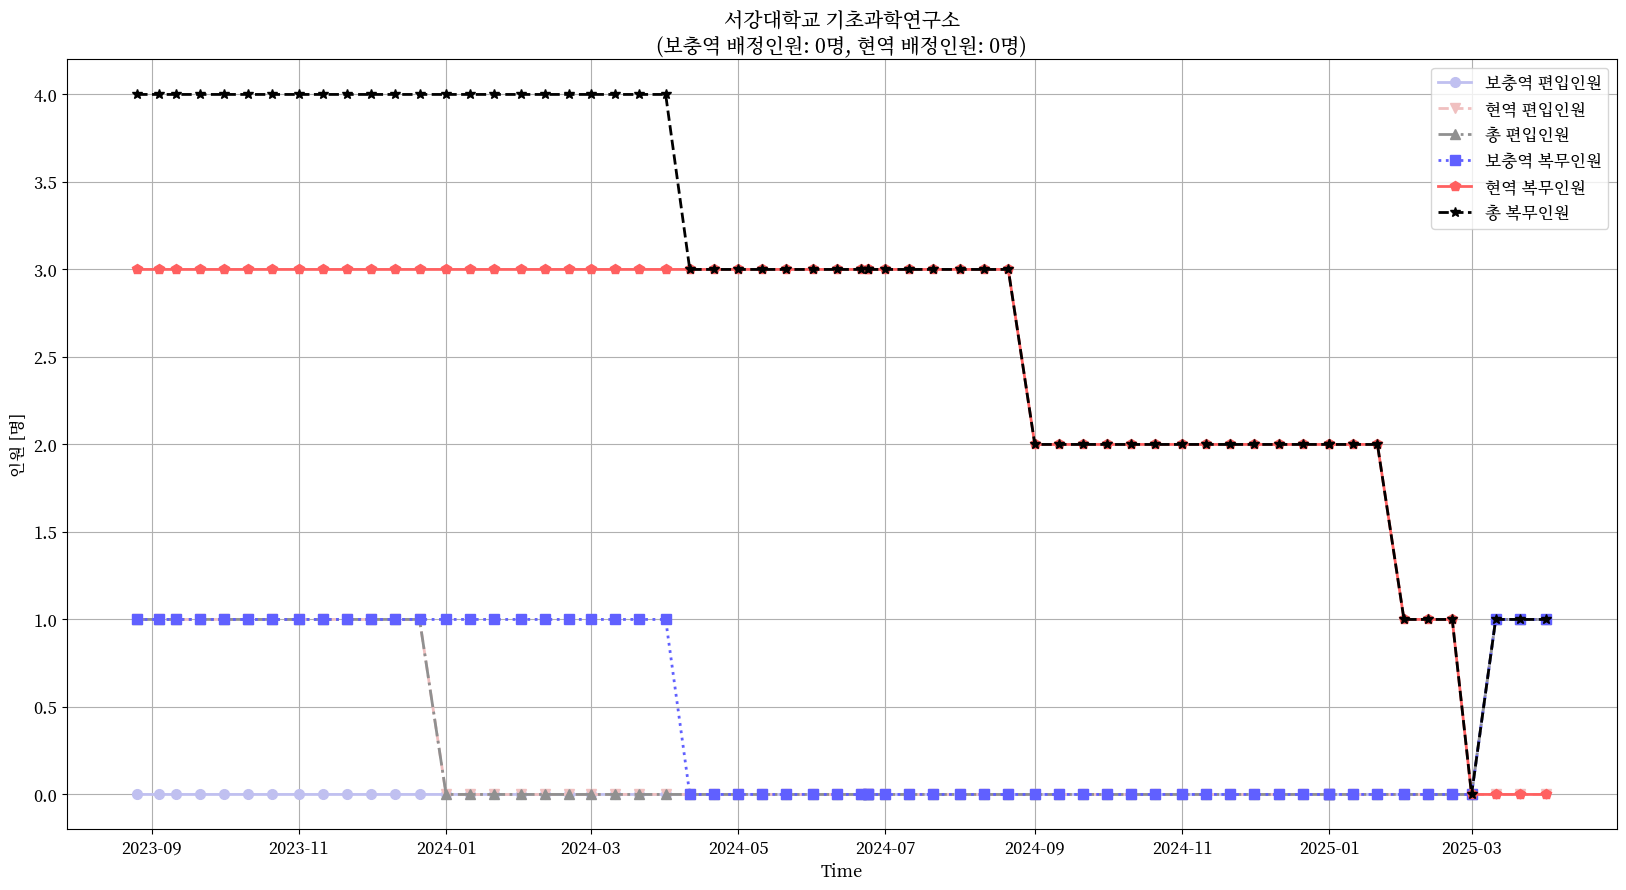 서강대학교 기초과학연구소
(보충역 배정인원: 0명, 현역 배정인원: 0명)
보충역 편입인원
현역 편입인원
총 편입인원
보충역 복무인원
현역 복무인원
총 복무인원
4.0
3.5
3.0
2.5
2.0
1.5
1.0
0.5
0.0
인원 [명]
2023-09 2023-11 2024-01 2024-03 2024-05 2024-07 2024-09 2024-11 2025-01 2025-03
Time